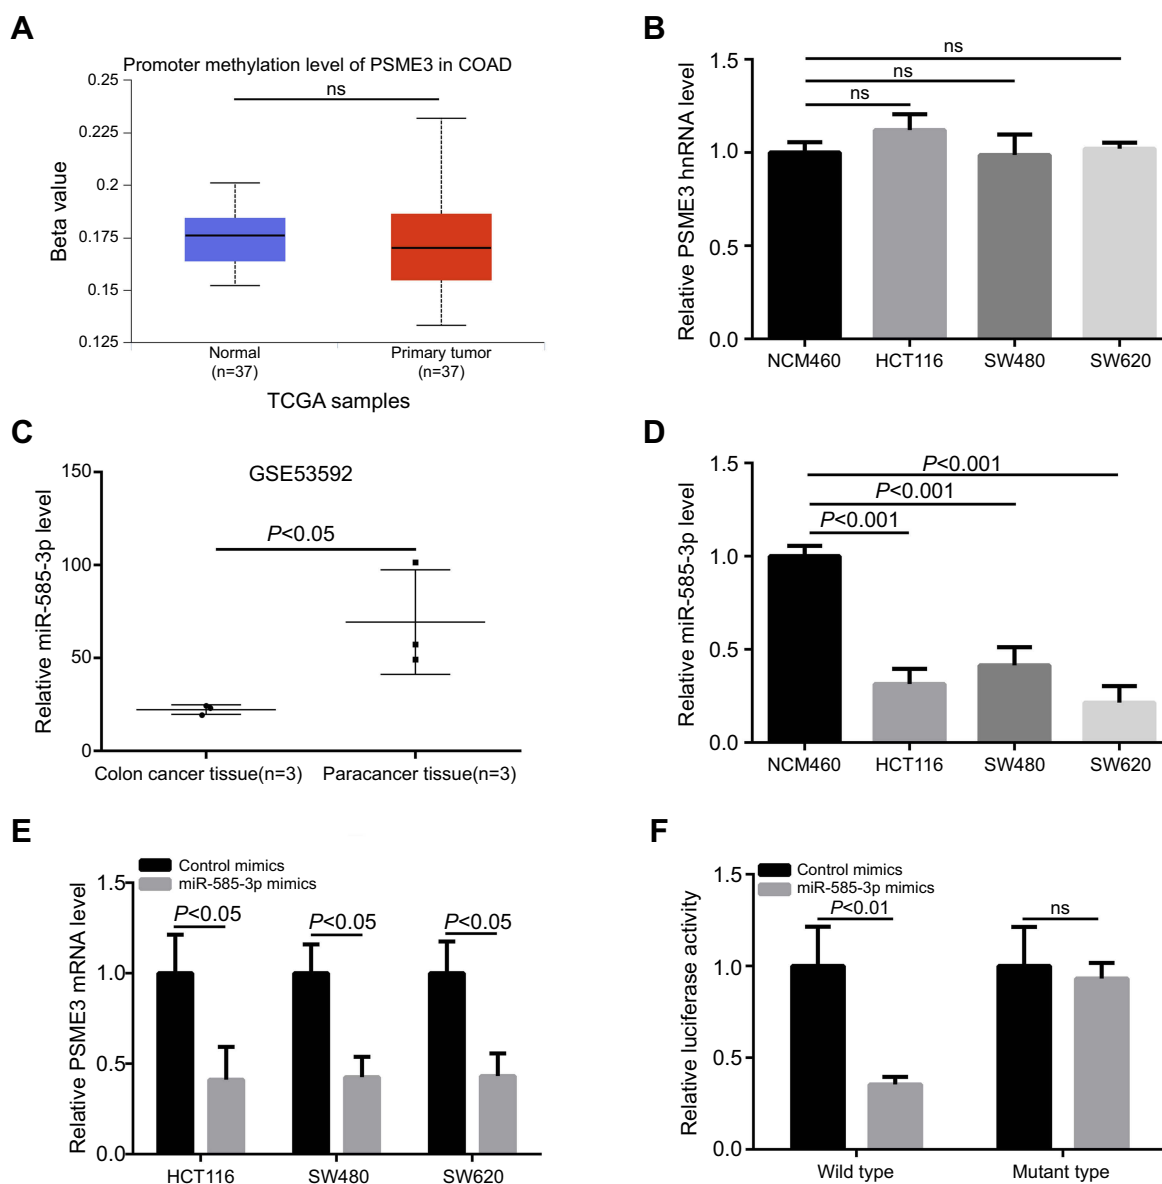 A
Promoter methylation level of PSME3 in COAD
0.25
0.225
0.2
0.175
0.15
0.125
Beta value
ns
Normal
(n=37)
Primary tumor
(n=37)
TCGA samples
B
Relative PSME3 hnRNA level
1.5
1.0
0.5
0.0
ns
ns
ns
NCM460
HCT116
SW480
SW620
C
GSE53592
Relative miR-585-3p level
150
100
50
0
P<0.05
Colon cancer tissue(n=3)
Paracancer tissue(n=3)
D
Relative miR-585-3p level
1.5
1.0
0.5
0.0
P<0.001
P<0.001
P<0.001
NCM460
HCT116
SW480
SW620
E
Control mimics
miR-585-3p mimics
Relative PSME3 mRNA level
1.5
1.0
0.5
0.0
P<0.05
P<0.05
P<0.05
HCT116
SW480
SW620
F
Control mimics
miR-585-3p mimics
Relative luciferase activity
1.5
1.0
0.5
0.0
P<0.01
ns
Wild type
Mutant type